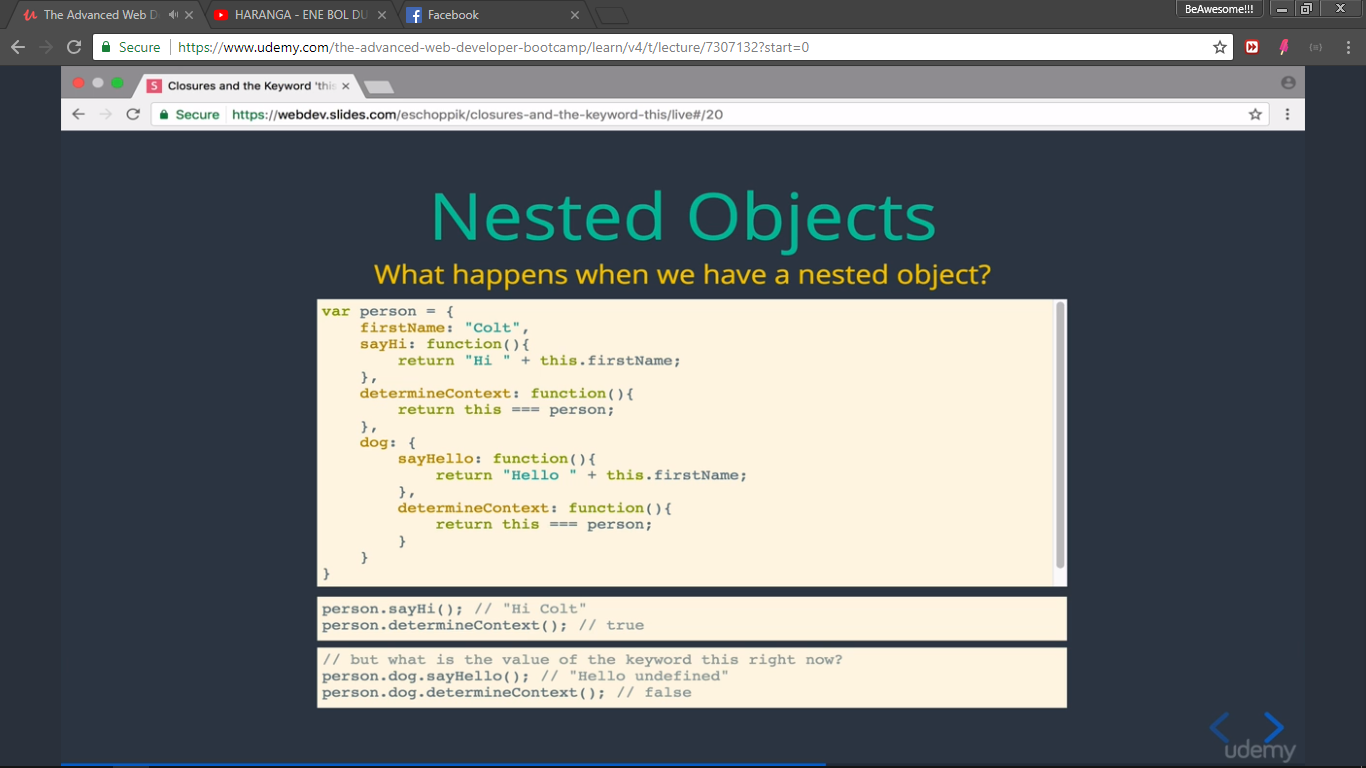 The Advanced Web D
HARANGA - ENE BOL DU
Facebook
BeAwesome!!!
Secure
https://www.udemy.com/the-advanced-web-developer-bootcamp/learn/v4/t/lecture/7307132?start=0
S
Closures and the Keyword 'this
Secure
https://webdev.slides.com/eschoppik/closures-and-the-keyword-this/live#/20
Nested Objects
What happens when we have a nested object?
var person = {
    firstName: "Colt",
    sayHi: function(){
        return "Hi " + this.firstName;
    },
    determineContext: function(){
        return this === person;
    },
    dog: {
        sayHello: function(){
            return "Hello " + this.firstName;
        },
        determineContext: function(){
            return this === person;
        }
    }
}
person.sayHi(); // "Hi Colt"
person.determineContext(); // true
// but what is the value of the keyword this right now?
person.dog.sayHello(); // "Hello undefined"
person.dog.determineContext(); // false
udemy